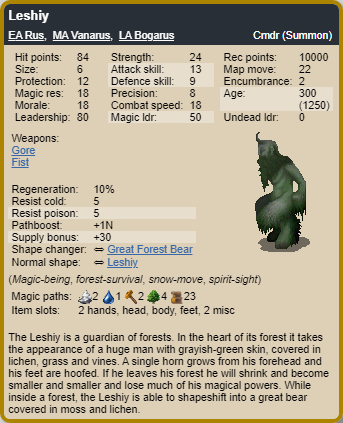 Leshiy
EA Rus, MA Vanarus, LA Bogarus Cmdr (Summon)
Hit points: 84 Strength: 24 Rec points: 10000
Size: 6 Attack skill: 13 Map move: 22
Protection: 12 Defence skill: 9 Encumbrance: 2
Magic res: 18 Precision: 8 Age: 300
Morale: 18 Combat speed: 18 (1250)
Leadership: 80 Magic ldr: 50 Undead ldr: 0
Weapons:
Gore
Fist
Regeneration: 10%
Resist cold: 5
Resist poison: 5
Pathboost: +1N
Supply bonus: +30
Shape changer: ⇔ Great Forest Bear
Normal shape: ⇔ Leshiy
(Magic-being, forest-survival, snow-move, spirit-sight)
Magic paths: 2 1 2 4 23
Item slots: 2 hands, head, body, feet, 2 misc
The Leshiy is a guardian of forests. In the heart of its forest it takes
the appearance of a huge man with grayish-green skin, covered in
lichen, grass and vines. A single horn grows from his forehead and
his feet are hoofed. If he leaves his forest he will shrink and become
smaller and smaller and lose much of his magical powers. While
inside a forest, the Leshiy is able to shapeshift into a great bear
covered in moss and lichen.